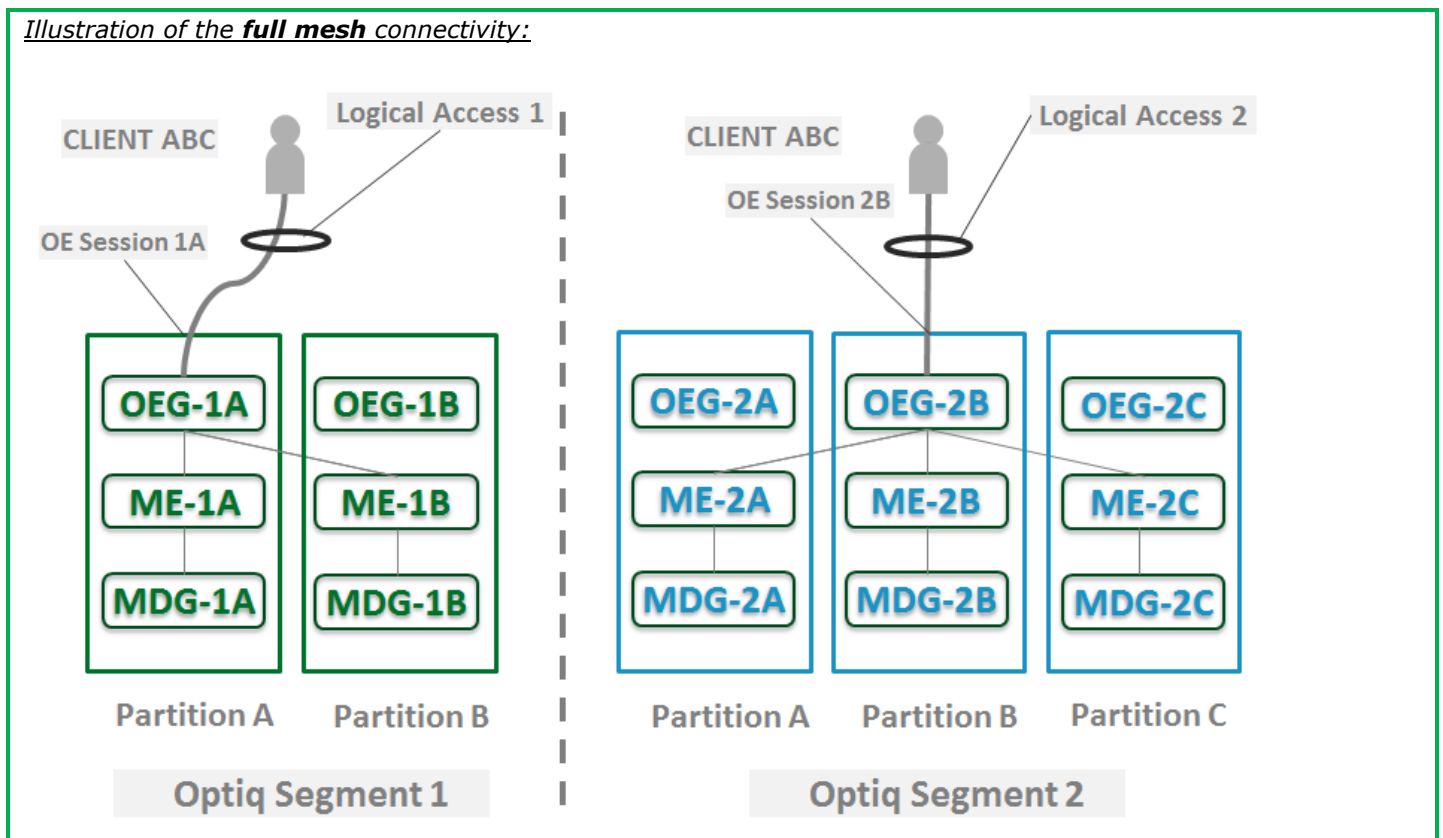 Illustration of the full mesh connectivity:
Logical Access 1
CLIENT ABC
OE Session 1A
OEG-1A
OEG-1B
ME-1A
ME-1B
MDG-1A
MDG-1B
Partition A
Partition B
Optiq Segment 1
Logical Access 2
CLIENT ABC
OE Session 2B
OEG-2A
OEG-2B
OEG-2C
ME-2A
ME-2B
ME-2C
MDG-2A
MDG-2B
MDG-2C
Partition A
Partition B
Partition C
Optiq Segment 2